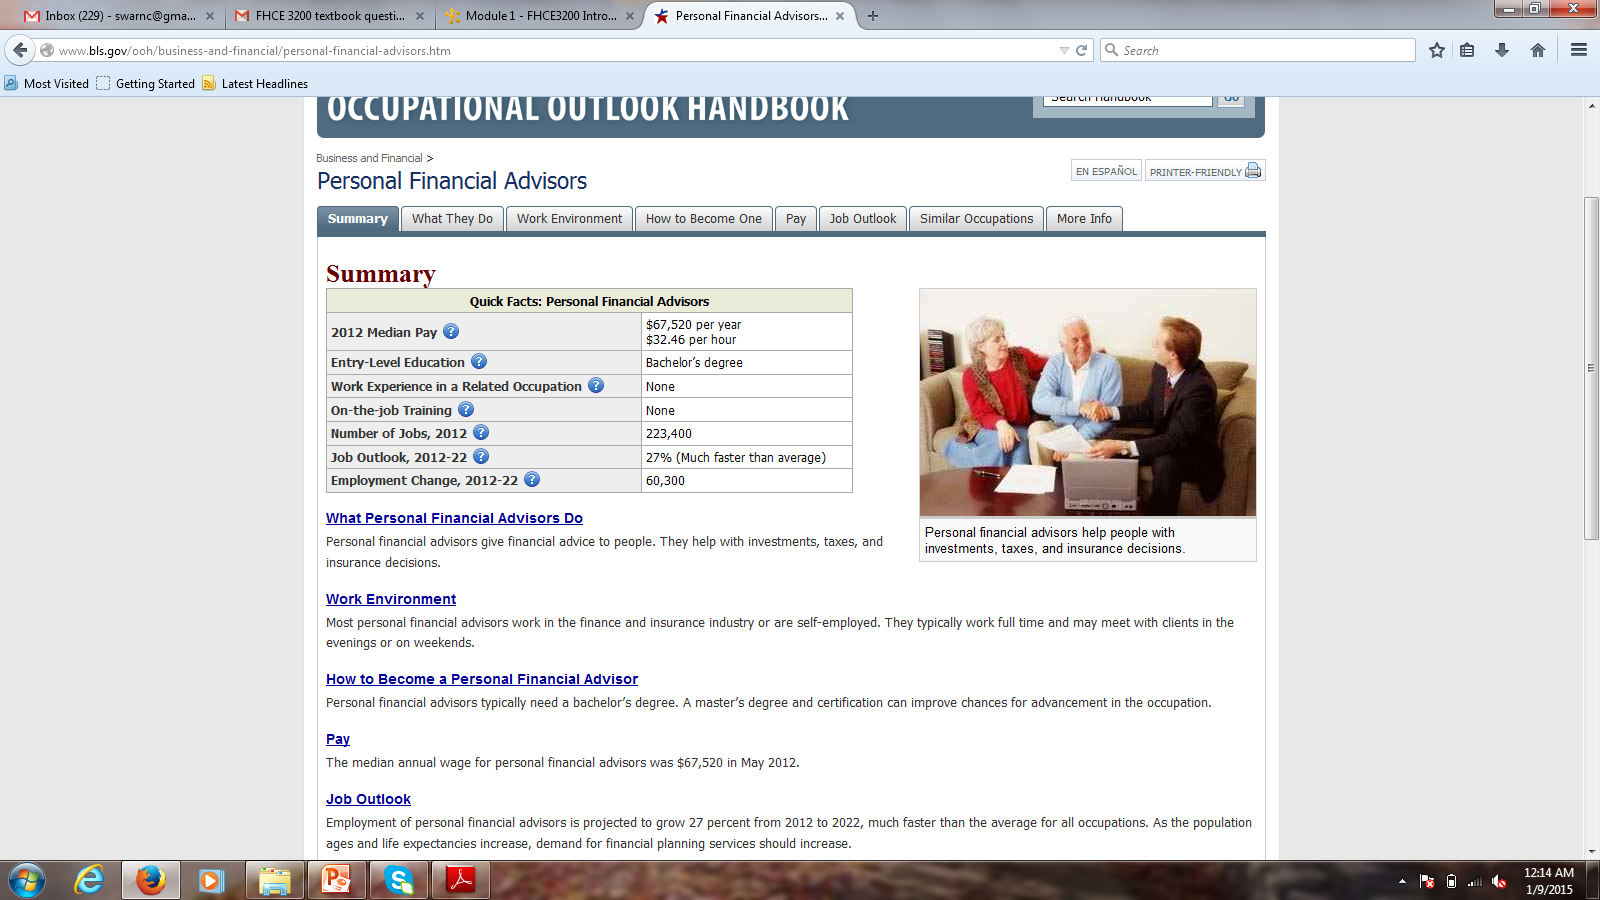 Inbox (229) - swarnc@gma...
FHCE 3200 textbook questi...
Module 1 - FHCE3200 Intro...
Personal Financial Advisors...
www.bls.gov/ooh/business-and-financial/personal-financial-advisors.htm
Search
Most Visited
Getting Started
Latest Headlines
OCCUPATIONAL OUTLOOK HANDBOOK
Search Handbook
Go
Business and Financial >
Personal Financial Advisors
EN ESPAÑOL
PRINTER-FRIENDLY
Summary
What They Do
Work Environment
How to Become One
Pay
Job Outlook
Similar Occupations
More Info
Summary
Quick Facts: Personal Financial Advisors
2012 Median Pay
$67,520 per year
$32.46 per hour
Entry-Level Education
Bachelor’s degree
Work Experience in a Related Occupation
None
On-the-job Training
None
Number of Jobs, 2012
223,400
Job Outlook, 2012-22
27% (Much faster than average)
Employment Change, 2012-22
60,300
Personal financial advisors help people with
investments, taxes, and insurance decisions.
What Personal Financial Advisors Do
Personal financial advisors give financial advice to people. They help with investments, taxes, and
insurance decisions.
Work Environment
Most personal financial advisors work in the finance and insurance industry or are self-employed. They typically work full time and may meet with clients in the
evenings or on weekends.
How to Become a Personal Financial Advisor
Personal financial advisors typically need a bachelor’s degree. A master’s degree and certification can improve chances for advancement in the occupation.
Pay
The median annual wage for personal financial advisors was $67,520 in May 2012.
Job Outlook
Employment of personal financial advisors is projected to grow 27 percent from 2012 to 2022, much faster than the average for all occupations. As the population
ages and life expectancies increase, demand for financial planning services should increase.
12:14 AM
1/9/2015